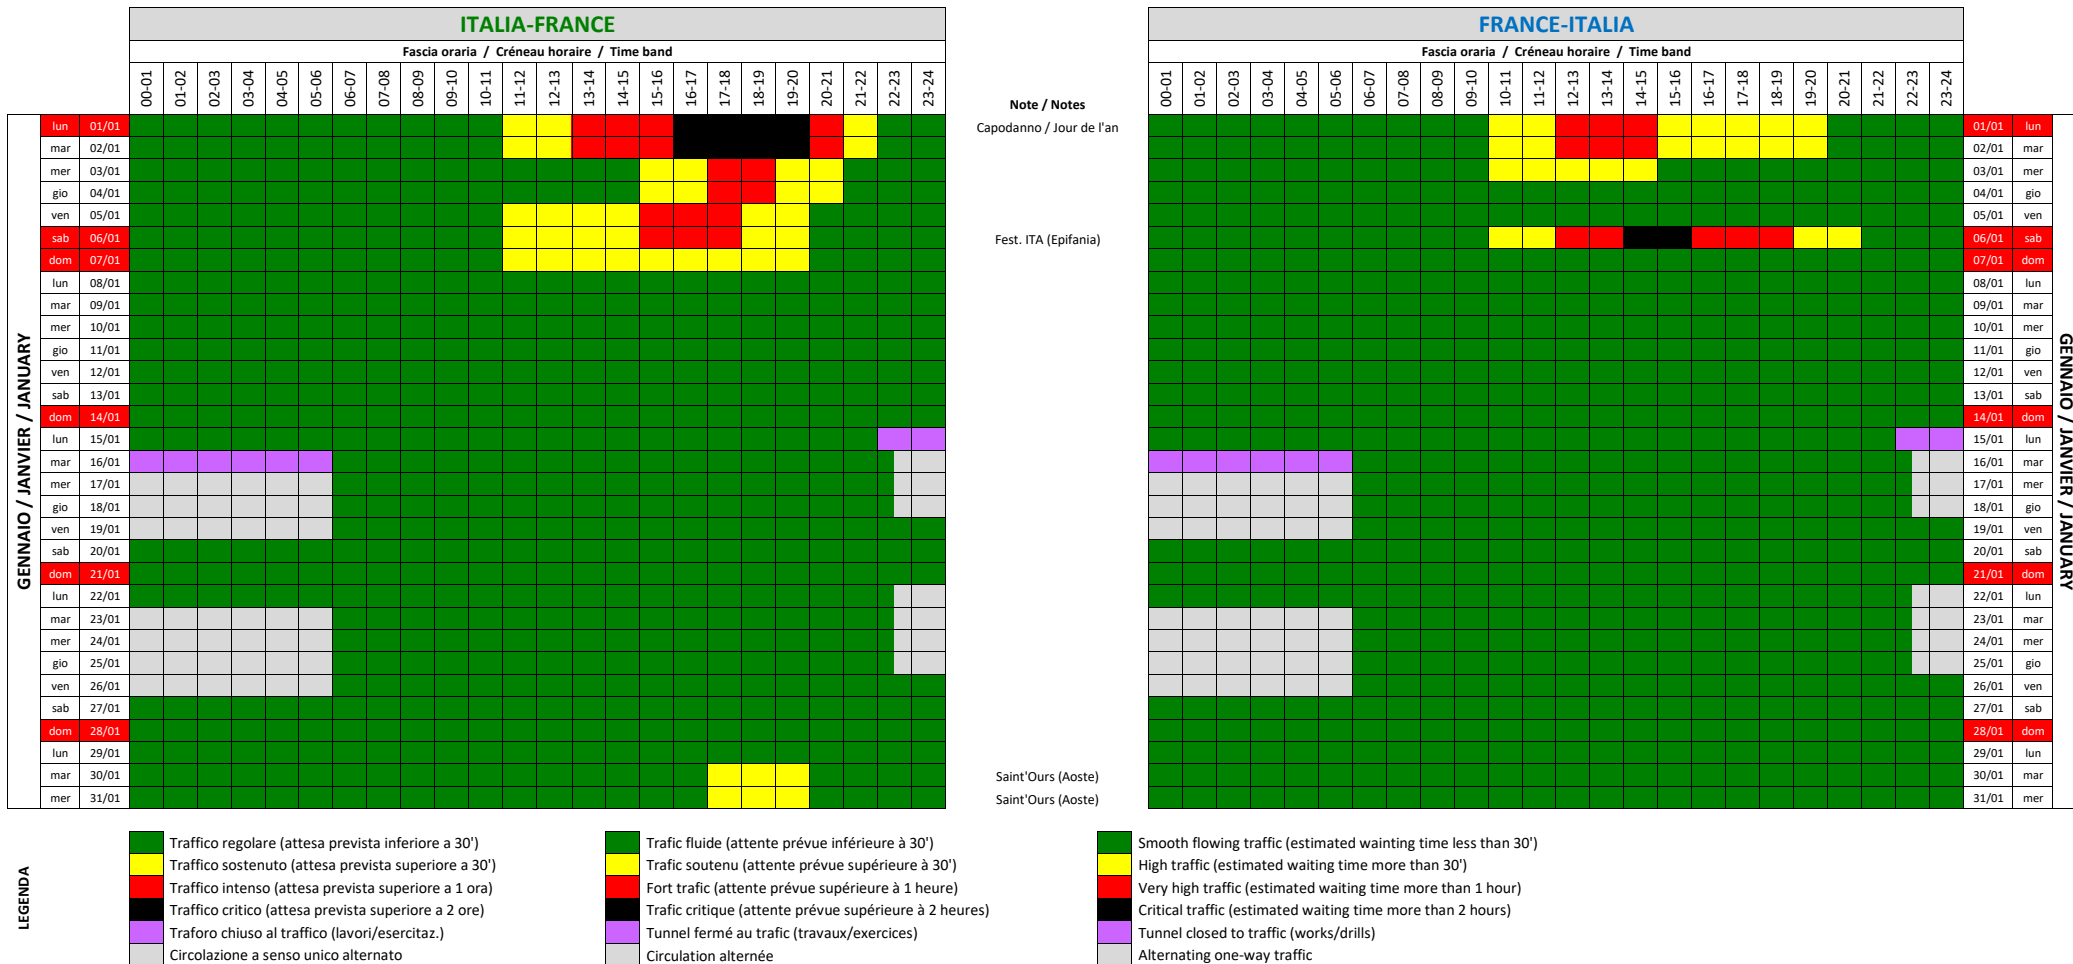 ITALIA-FRANCE
FRANCE-ITALIA
Fascia oraria / Créneau horaire / Time band
Fascia oraria / Créneau horaire / Time band
00-01 01-02 02-03 03-04 04-05 05-06 06-07 07-08 08-09 09-10 10-11 11-12 12-13 13-14 14-15 15-16 16-17 17-18 18-19 19-20 20-21 21-22 22-23 23-24
Note / Notes
00-01 01-02 02-03 03-04 04-05 05-06 06-07 07-08 08-09 09-10 10-11 11-12 12-13 13-14 14-15 15-16 16-17 17-18 18-19 19-20 20-21 21-22 22-23 23-24
GENNAIO / JANVIER / JANUARY
lun 01/01 Capodanno / Jour de l'an 01/01 lun
mar 02/01 02/01 mar
mer 03/01 03/01 mer
gio 04/01 04/01 gio
ven 05/01 05/01 ven
sab 06/01 Fest. ITA (Epifania) 06/01 sab
dom 07/01 07/01 dom
lun 08/01 08/01 lun
mar 09/01 09/01 mar
mer 10/01 10/01 mer
gio 11/01 11/01 gio
ven 12/01 12/01 ven
sab 13/01 13/01 sab
dom 14/01 14/01 dom
lun 15/01 15/01 lun
mar 16/01 16/01 mar
mer 17/01 17/01 mer
gio 18/01 18/01 gio
ven 19/01 19/01 ven
sab 20/01 20/01 sab
dom 21/01 21/01 dom
lun 22/01 22/01 lun
mar 23/01 23/01 mar
mer 24/01 24/01 mer
gio 25/01 25/01 gio
ven 26/01 26/01 ven
sab 27/01 27/01 sab
dom 28/01 28/01 dom
lun 29/01 29/01 lun
mar 30/01 Saint'Ours (Aoste) 30/01 mar
mer 31/01 Saint'Ours (Aoste) 31/01 mer
GENNAIO / JANVIER / JANUARY
LEGENDA
Traffico regolare (attesa prevista inferiore a 30')
Traffico sostenuto (attesa prevista superiore a 30')
Traffico intenso (attesa prevista superiore a 1 ora)
Traffico critico (attesa prevista superiore a 2 ore)
Traforo chiuso al traffico (lavori/esercitaz.)
Circolazione a senso unico alternato
Trafic fluide (attente prévue inférieure à 30')
Trafic soutenu (attente prévue supérieure à 30')
Fort trafic (attente prévue supérieure à 1 heure)
Trafic critique (attente prévue supérieure à 2 heures)
Tunnel fermé au trafic (travaux/exercices)
Circulation alternée
Smooth flowing traffic (estimated wainting time less than 30')
High traffic (estimated waiting time more than 30')
Very high traffic (estimated waiting time more than 1 hour)
Critical traffic (estimated waiting time more than 2 hours)
Tunnel closed to traffic (works/drills)
Alternating one-way traffic